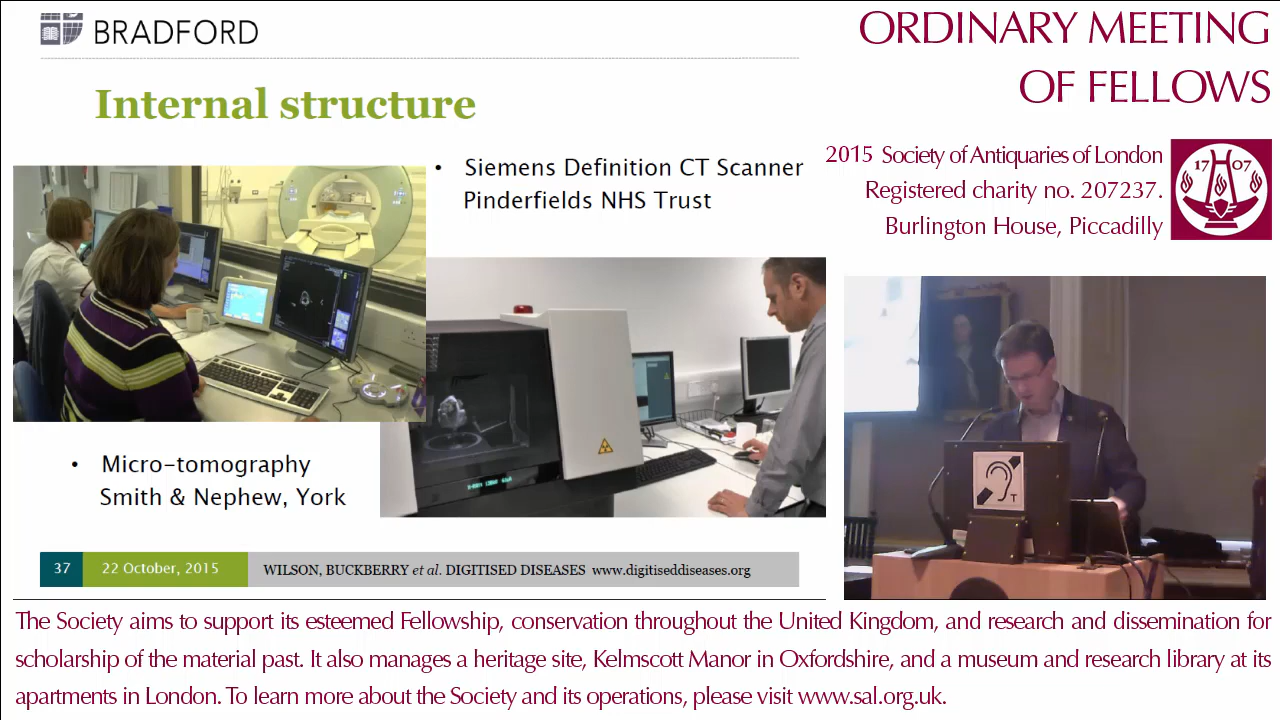 BRADFORD
Internal structure
• Siemens Definition CT Scanner
Pinderfields NHS Trust
• Micro-tomography
Smith & Nephew, York
37
22 October, 2015
WILSON, BUCKBERRY et al. DIGITISED DISEASES www.digitiseddiseases.org
ORDINARY MEETING
OF FELLOWS
2015 Society of Antiquaries of London
Registered charity no. 207237.
Burlington House, Piccadilly
1707
T
The Society aims to support its esteemed Fellowship, conservation throughout the United Kingdom, and research and dissemination for
scholarship of the material past. It also manages a heritage site, Kelmscott Manor in Oxfordshire, and a museum and research library at its
apartments in London. To learn more about the Society and its operations, please visit www.sal.org.uk.